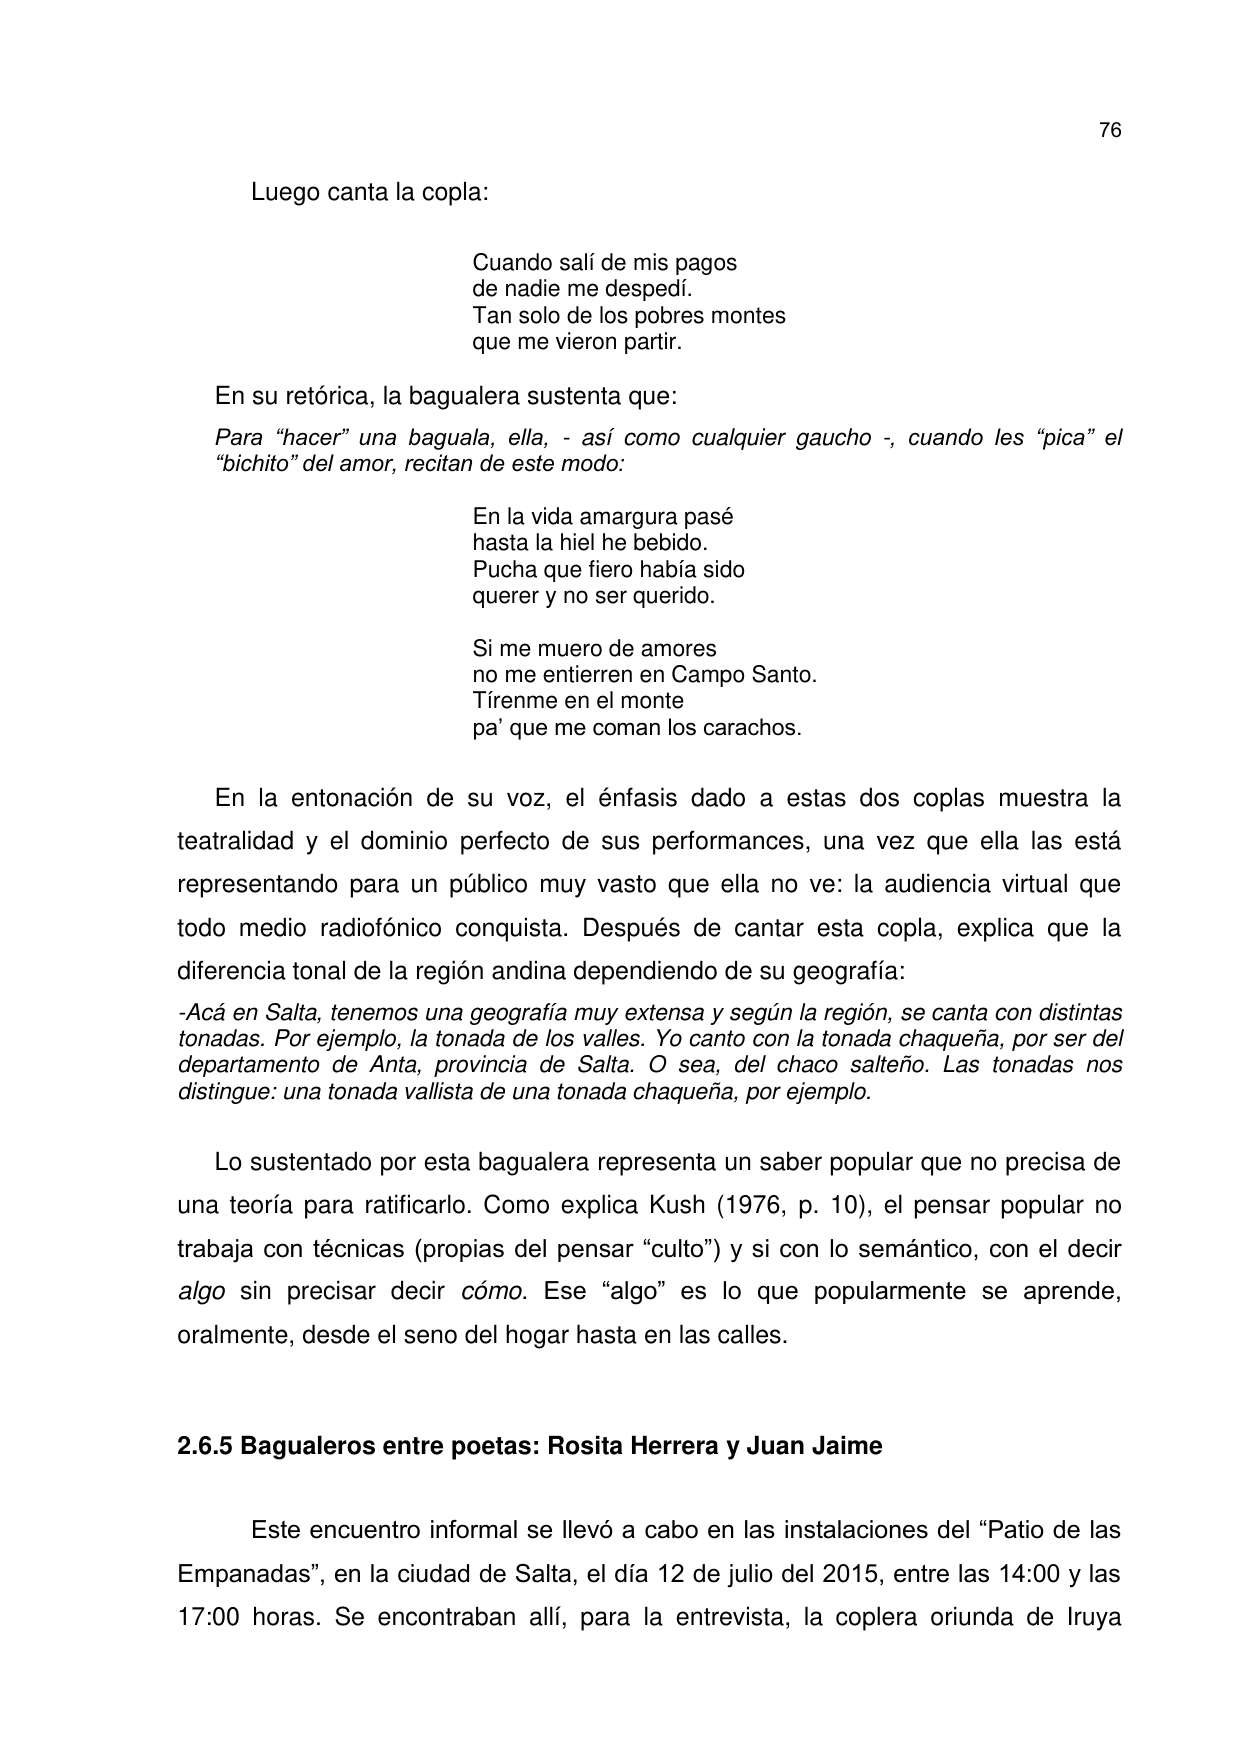 76
Luego canta la copla:
Cuando salí de mis pagos
de nadie me despedí.
Tan solo de los pobres montes
que me vieron partir.
En su retórica, la bagualera sustenta que:
Para “hacer” una baguala, ella, - así como cualquier gaucho -, cuando les “pica” el
“bichito” del amor, recitan de este modo:
En la vida amargura pasé
hasta la hiel he bebido.
Pucha que fiero había sido
querer y no ser querido.
Si me muero de amores
no me entierren en Campo Santo.
Tírenme en el monte
pa’ que me coman los carachos.
En la entonación de su voz, el énfasis dado a estas dos coplas muestra la
teatralidad y el dominio perfecto de sus performances, una vez que ella las está
representando para un público muy vasto que ella no ve: la audiencia virtual que
todo medio radiofónico conquista. Después de cantar esta copla, explica que la
diferencia tonal de la región andina dependiendo de su geografía:
-Acá en Salta, tenemos una geografía muy extensa y según la región, se canta con distintas
tonadas. Por ejemplo, la tonada de los valles. Yo canto con la tonada chaqueña, por ser del
departamento de Anta, provincia de Salta. O sea, del chaco salteño. Las tonadas nos
distingue: una tonada vallista de una tonada chaqueña, por ejemplo.
Lo sustentado por esta bagualera representa un saber popular que no precisa de
una teoría para ratificarlo. Como explica Kush (1976, p. 10), el pensar popular no
trabaja con técnicas (propias del pensar “culto”) y si con lo semántico, con el decir
algo sin precisar decir cómo. Ese “algo” es lo que popularmente se aprende,
oralmente, desde el seno del hogar hasta en las calles.
2.6.5 Bagualeros entre poetas: Rosita Herrera y Juan Jaime
Este encuentro informal se llevó a cabo en las instalaciones del “Patio de las
Empanadas”, en la ciudad de Salta, el día 12 de julio del 2015, entre las 14:00 y las
17:00 horas. Se encontraban allí, para la entrevista, la coplera oriunda de Iruya